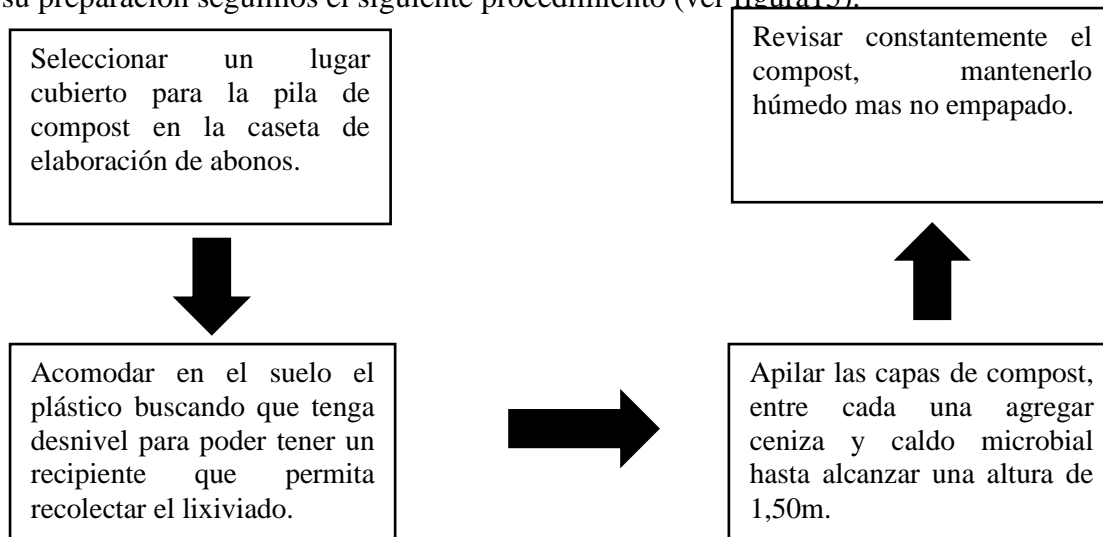 su preparación seguimos el siguiente procedimiento (ver figura15).
Seleccionar un lugar
cubierto para la pila de
compost en la caseta de
elaboración de abonos.
Acomodar en el suelo el
plástico buscando que tenga
desnivel para poder tener un
recipiente que permita
recolectar el lixiviado.
Apilar las capas de compost,
entre cada una agregar
ceniza y caldo microbial
hasta alcanzar una altura de
1,50m.
Revisar constantemente el
compost, mantenerlo
húmedo mas no empapado.